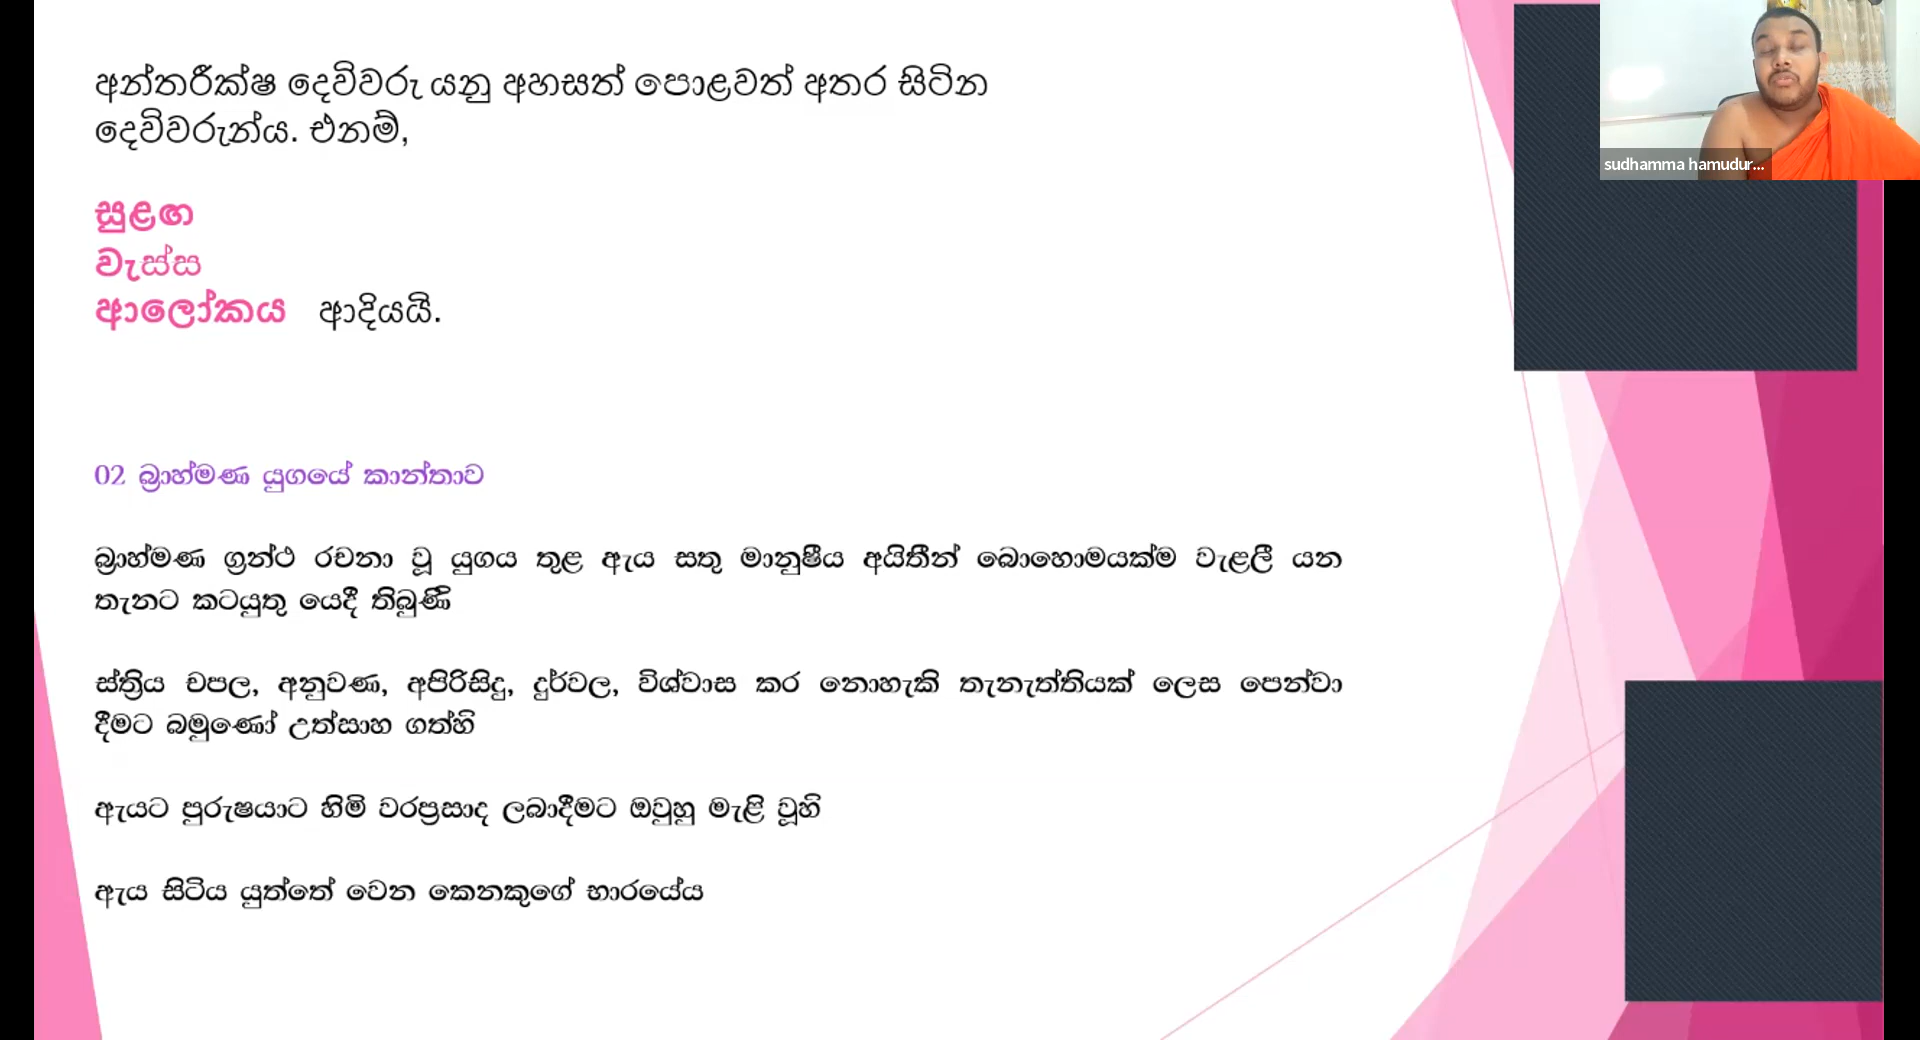 අන්තරීක්ෂ දෙවිවරු යනු අහසත් පොළවත් අතර සිටින
දෙවිවරුන්ය. එනම්,
සුළඟ
වැස්ස
ආලෝකය ආදියයි.
02 බ්‍රාහ්මණ යුගයේ කාන්තාව
බ්‍රාහ්මණ ග්‍රන්ථ රචනා වූ යුගය තුළ ඇය සතු මානුෂීය අයිතීන් බොහොමයක්ම වැළලී යන
තැනට කටයුතු යෙදී තිබුණි
ස්ත්‍රිය චපල, අනුවණ, අපිරිසිදු, දුර්වල, විශ්වාස කර නොහැකි තැනැත්තියක් ලෙස පෙන්වා
දීමට බමුණෝ උත්සාහ ගත්හි
ඇයට පුරුෂයාට හිමි වරප්‍රසාද ලබාදීමට ඔවුහු මැළි වූහි
ඇය සිටිය යුත්තේ වෙන කෙනකුගේ භාරයේය
sudhamma hamudur...